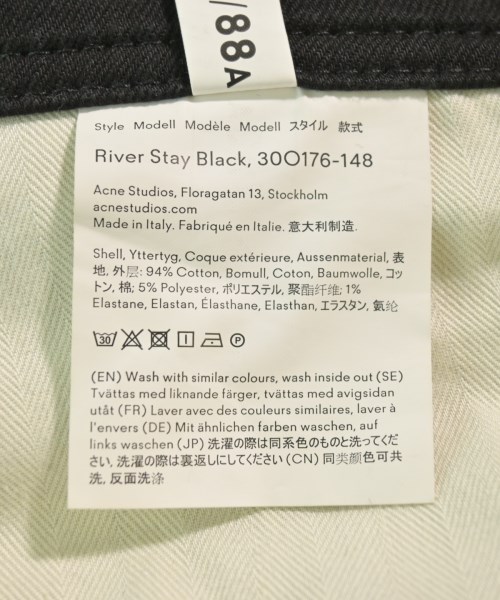 /88A
Style Modell Modèle Modell スタイル 款式
River Stay Black, 30O176-148
Acne Studios, Floragatan 13, Stockholm
acnestudios.com
Made in Italy. Fabriqué en Italie. 意大利制造.
Shell, Yttertyg, Coque extérieure, Aussenmaterial, 表
地, 外层: 94% Cotton, Bomull, Coton, Baumwolle, コッ
トン, 棉; 5% Polyester, ポリエステル, 聚酯纤维; 1%
Elastane, Elastan, Élasthane, Elasthan, エラスタン, 氨纶
30 P
(EN) Wash with similar colours, wash inside out (SE)
Tvättas med liknande färger, tvättas med avigsidan
utåt (FR) Laver avec des couleurs similaires, laver à
l'envers (DE) Mit ähnlichen farben waschen, auf
links waschen (JP) 洗濯の際は同系色のものと洗ってくだ
さい, 洗濯の際は裏返しにしてください (CN) 同类颜色可共
洗, 反面洗涤